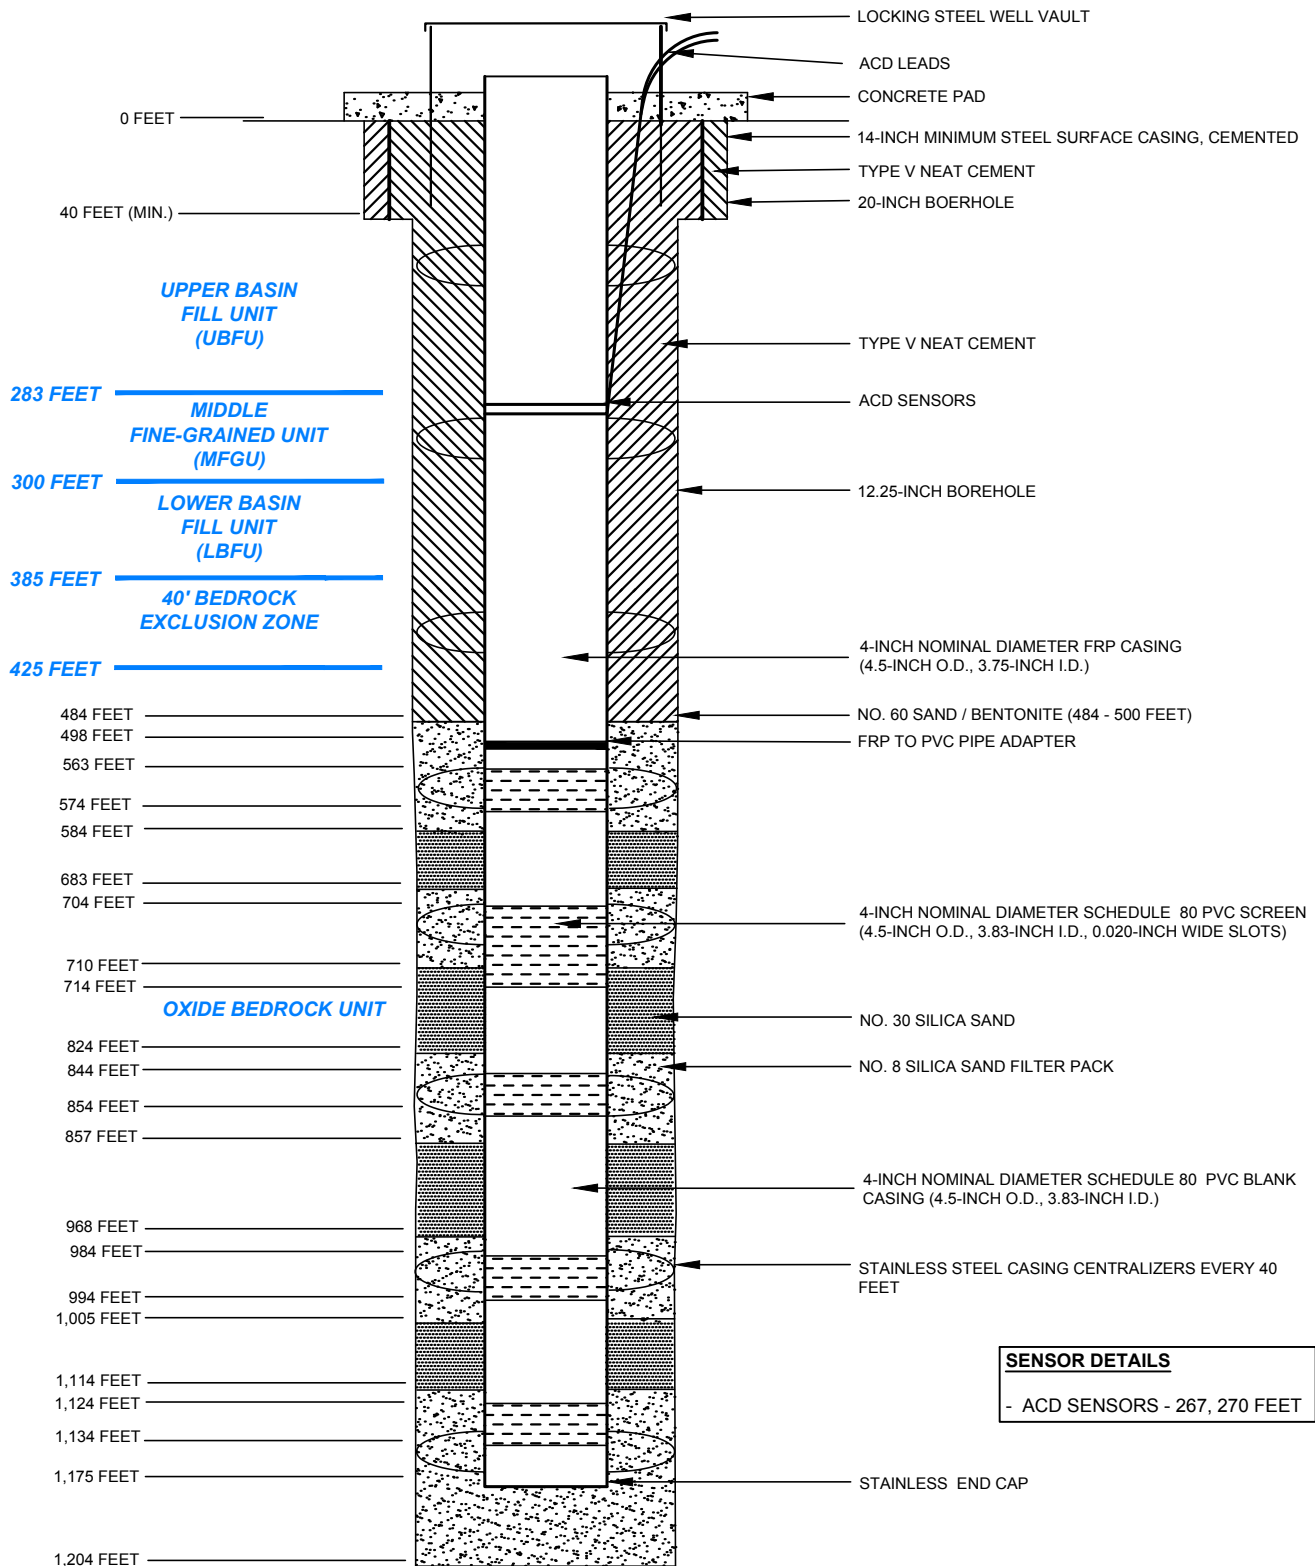 LOCKING STEEL WELL VAULT
ACD LEADS
CONCRETE PAD
0 FEET
14-INCH MINIMUM STEEL SURFACE CASING, CEMENTED
TYPE V NEAT CEMENT
20-INCH BOERHOLE
40 FEET (MIN.)
UPPER BASIN
FILL UNIT
(UBFU)
TYPE V NEAT CEMENT
283 FEET
ACD SENSORS
MIDDLE
FINE-GRAINED UNIT
(MFGU)
300 FEET
12.25-INCH BOREHOLE
LOWER BASIN
FILL UNIT
(LBFU)
385 FEET
40' BEDROCK
EXCLUSION ZONE
4-INCH NOMINAL DIAMETER FRP CASING
(4.5-INCH O.D., 3.75-INCH I.D.)
425 FEET
484 FEET
NO. 60 SAND / BENTONITE (484 - 500 FEET)
498 FEET
FRP TO PVC PIPE ADAPTER
563 FEET
574 FEET
584 FEET
683 FEET
704 FEET
4-INCH NOMINAL DIAMETER SCHEDULE 80 PVC SCREEN
(4.5-INCH O.D., 3.83-INCH I.D., 0.020-INCH WIDE SLOTS)
710 FEET
714 FEET
OXIDE BEDROCK UNIT
NO. 30 SILICA SAND
824 FEET
844 FEET
NO. 8 SILICA SAND FILTER PACK
854 FEET
857 FEET
4-INCH NOMINAL DIAMETER SCHEDULE 80 PVC BLANK
CASING (4.5-INCH O.D., 3.83-INCH I.D.)
968 FEET
984 FEET
STAINLESS STEEL CASING CENTRALIZERS EVERY 40
FEET
994 FEET
1,005 FEET
SENSOR DETAILS
- ACD SENSORS - 267, 270 FEET
1,114 FEET
1,124 FEET
1,134 FEET
1,175 FEET
STAINLESS END CAP
1,204 FEET